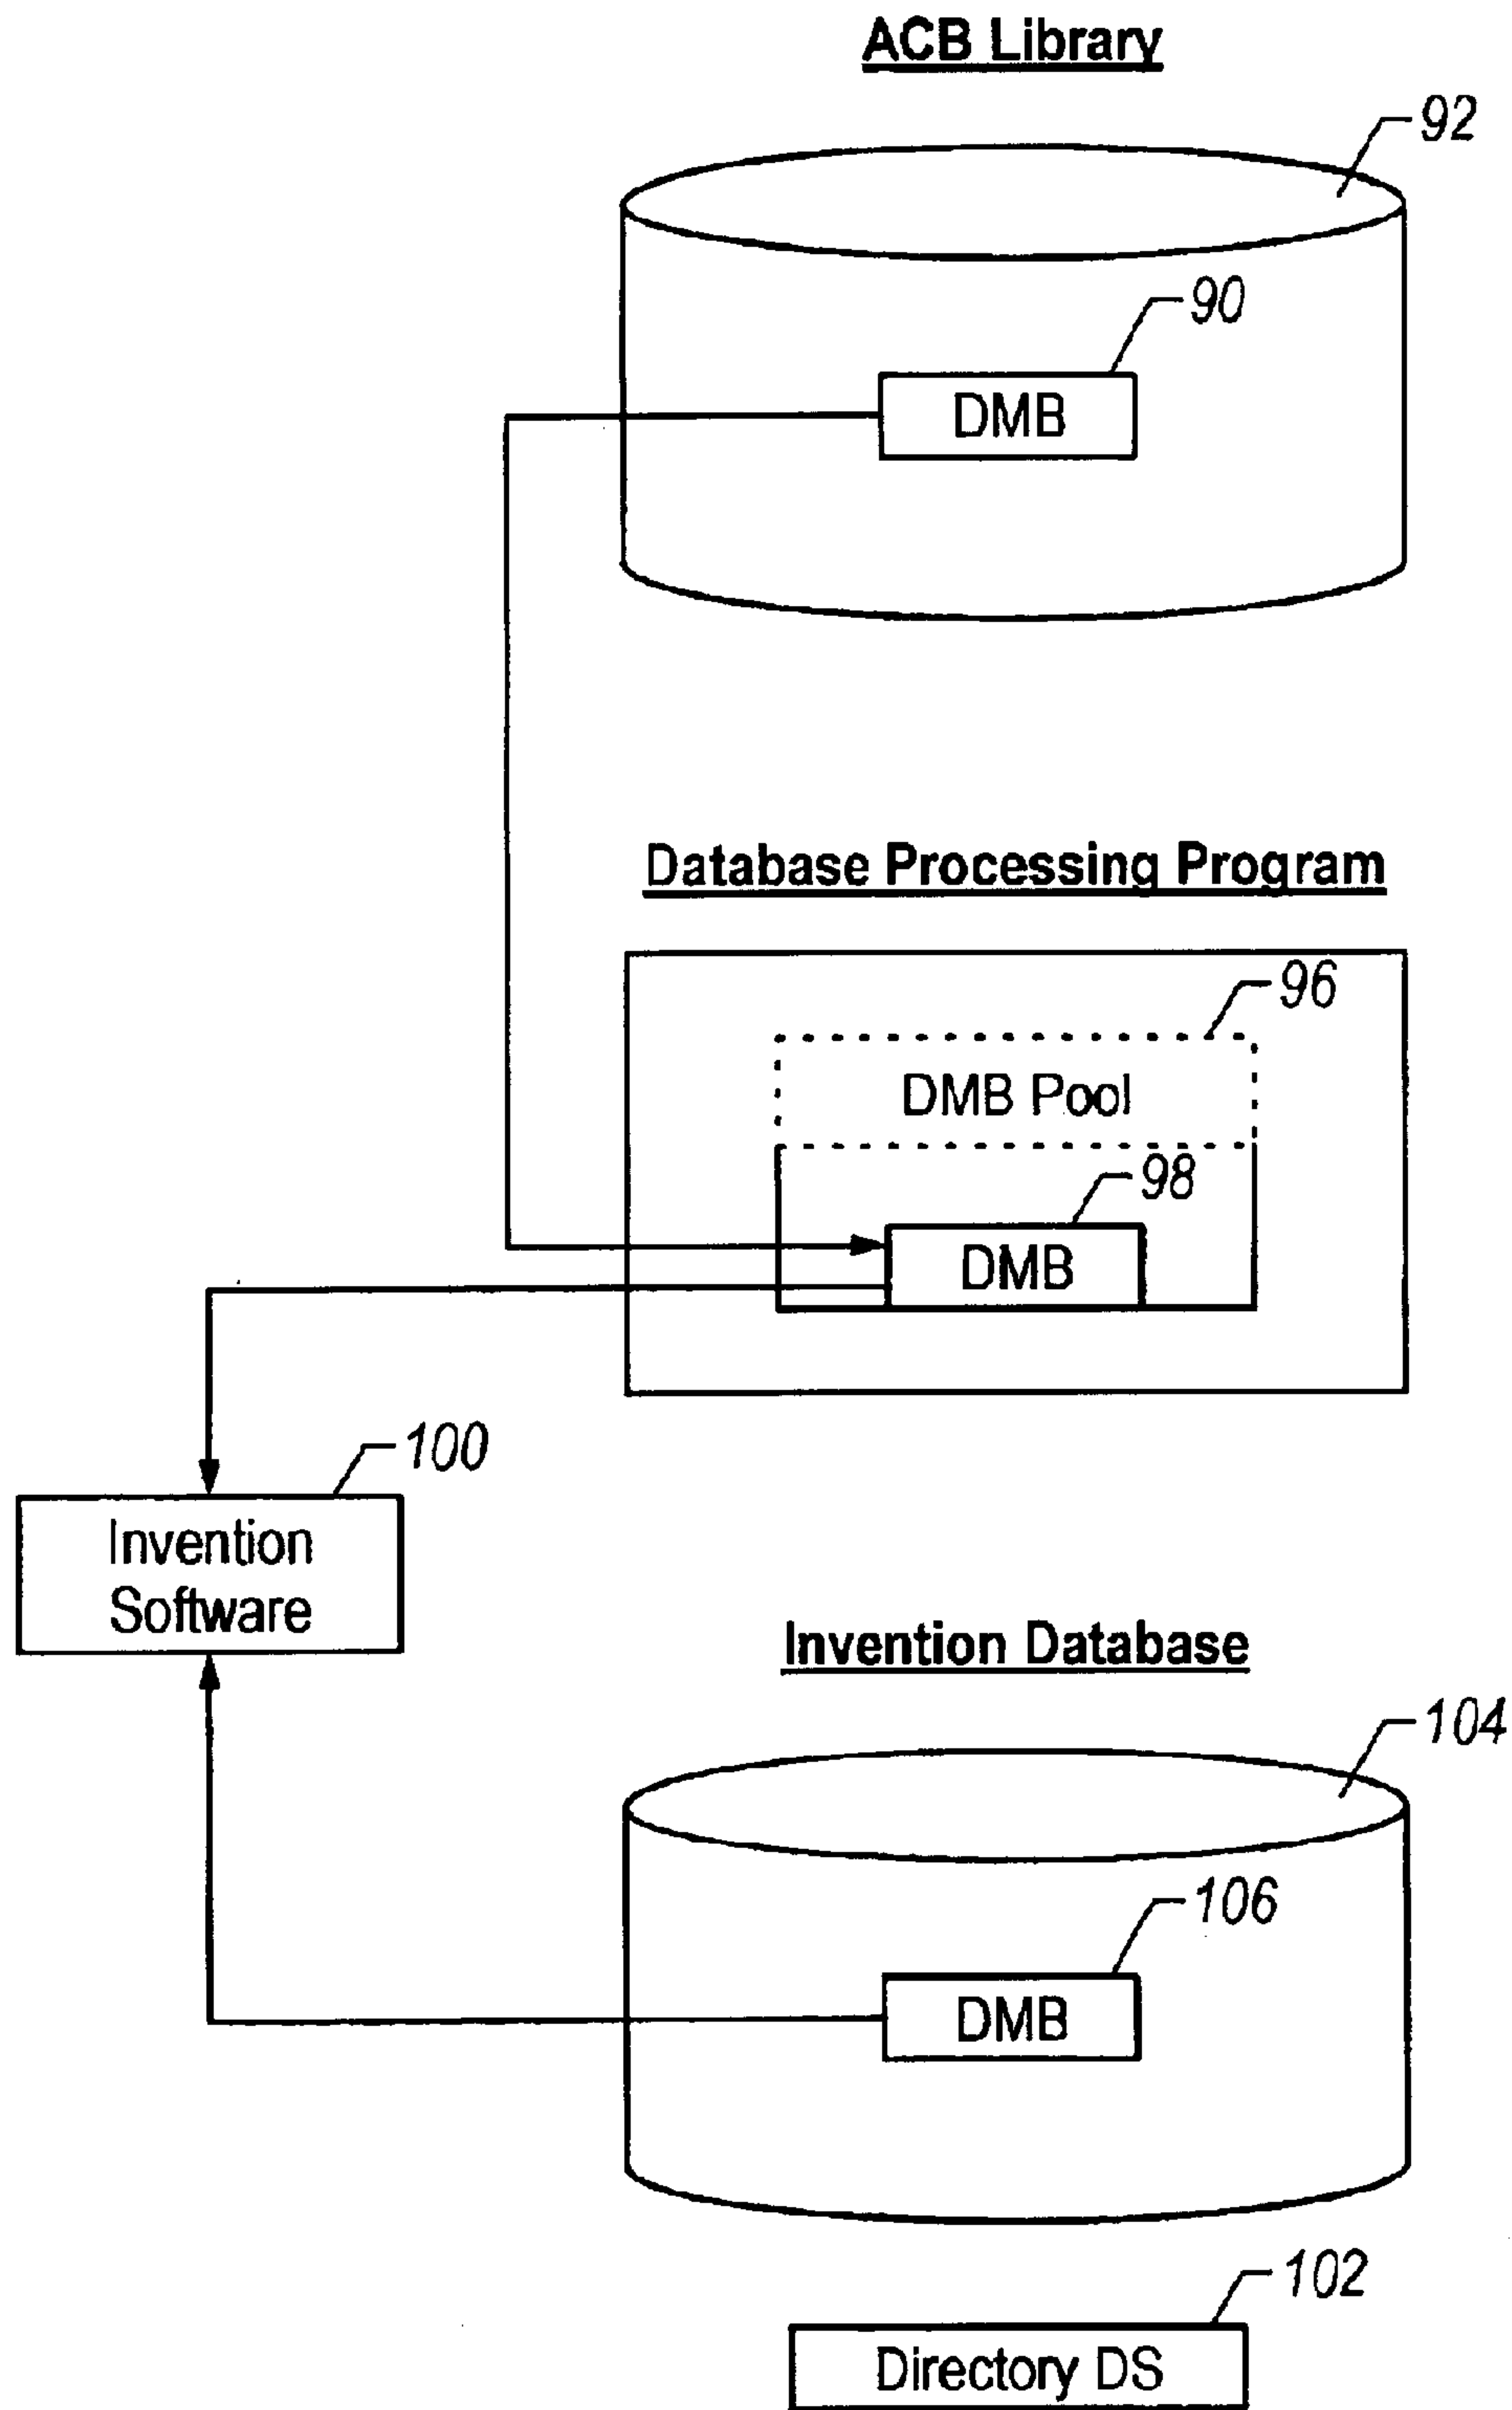 ACB Library
92
90
DMB
Database Processing Program
96
DMB Pool
98
DMB
100
Invention
Software
Invention Database
104
106
DMB
102
Directory DS